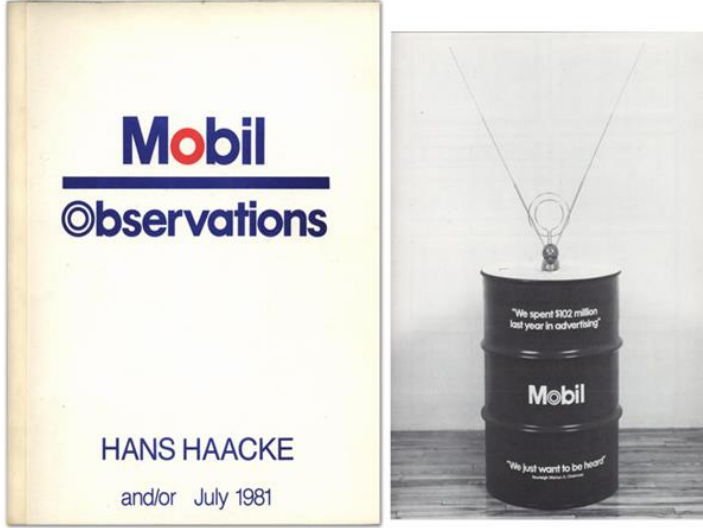 Mobil
Observations
HANS HAACKE
and/or July 1981
"We spent $102 million
last year in advertising"
Mobil
"We just want to be heard"